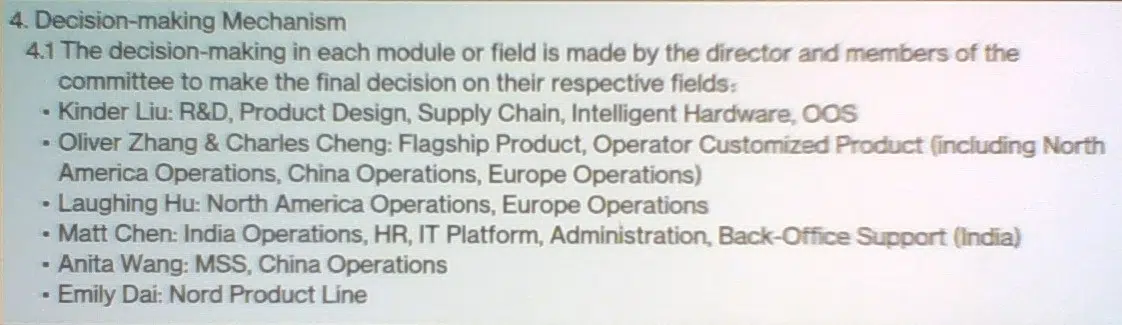 4. Decision-making Mechanism
4.1 The decision-making in each module or field is made by the director and members of the
committee to make the final decision on their respective fields:
• Kinder Liu: R&D, Product Design, Supply Chain, Intelligent Hardware, OOS
• Oliver Zhang & Charles Cheng: Flagship Product, Operator Customized Product (including North
America Operations, China Operations, Europe Operations)
• Laughing Hu: North America Operations, Europe Operations
• Matt Chen: India Operations, HR, IT Platform, Administration, Back-Office Support (India)
• Anita Wang: MSS, China Operations
• Emily Dai: Nord Product Line